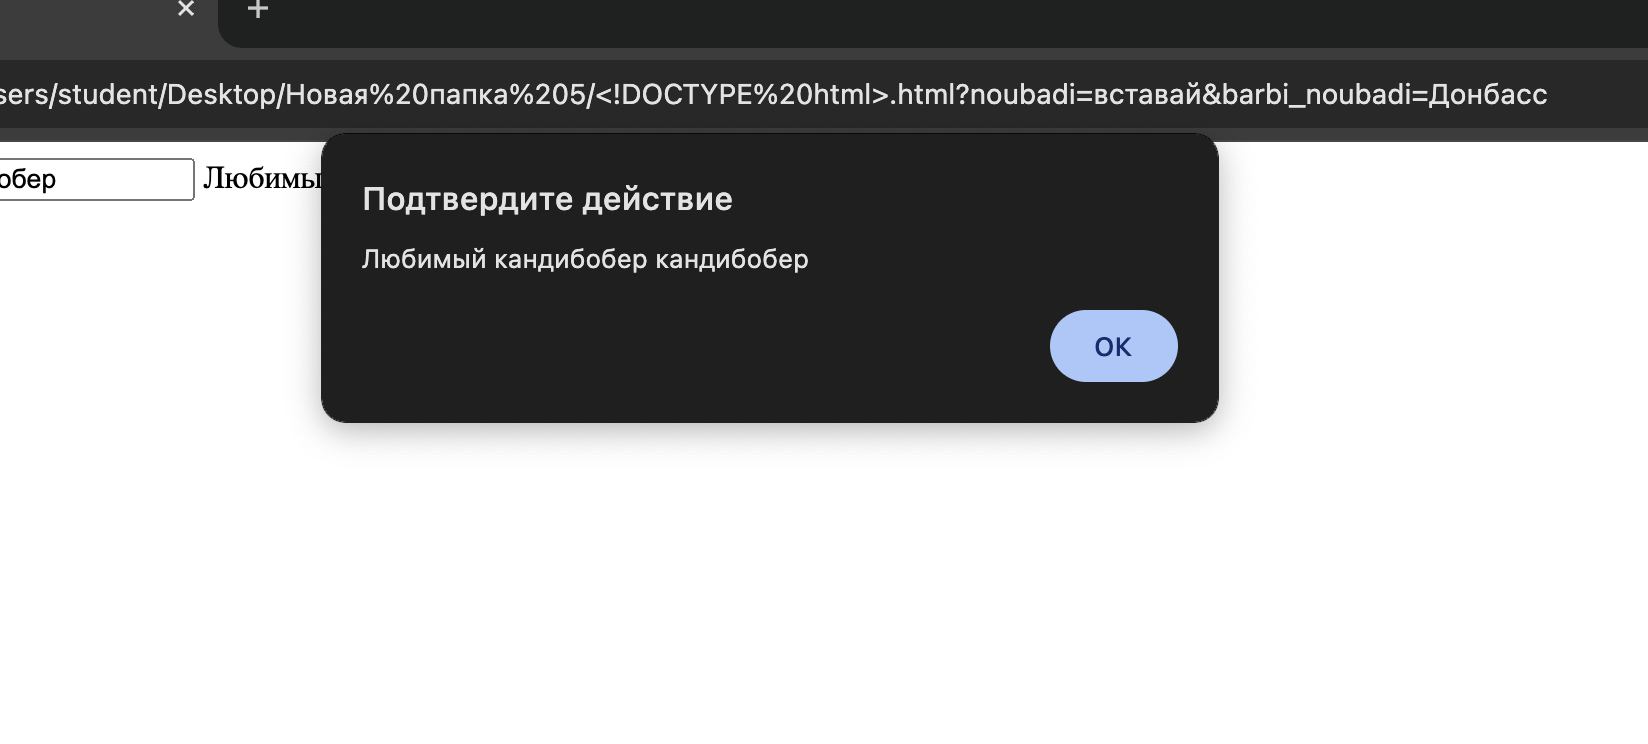 sers/student/Desktop/Новая%20папка%205/<!DOCTYPE%20html>.html?noubadi=вставай&barbi_noubadi=Донбасс
обер Любимы
Подтвердите действие
Любимый кандибобер кандибобер
ОК